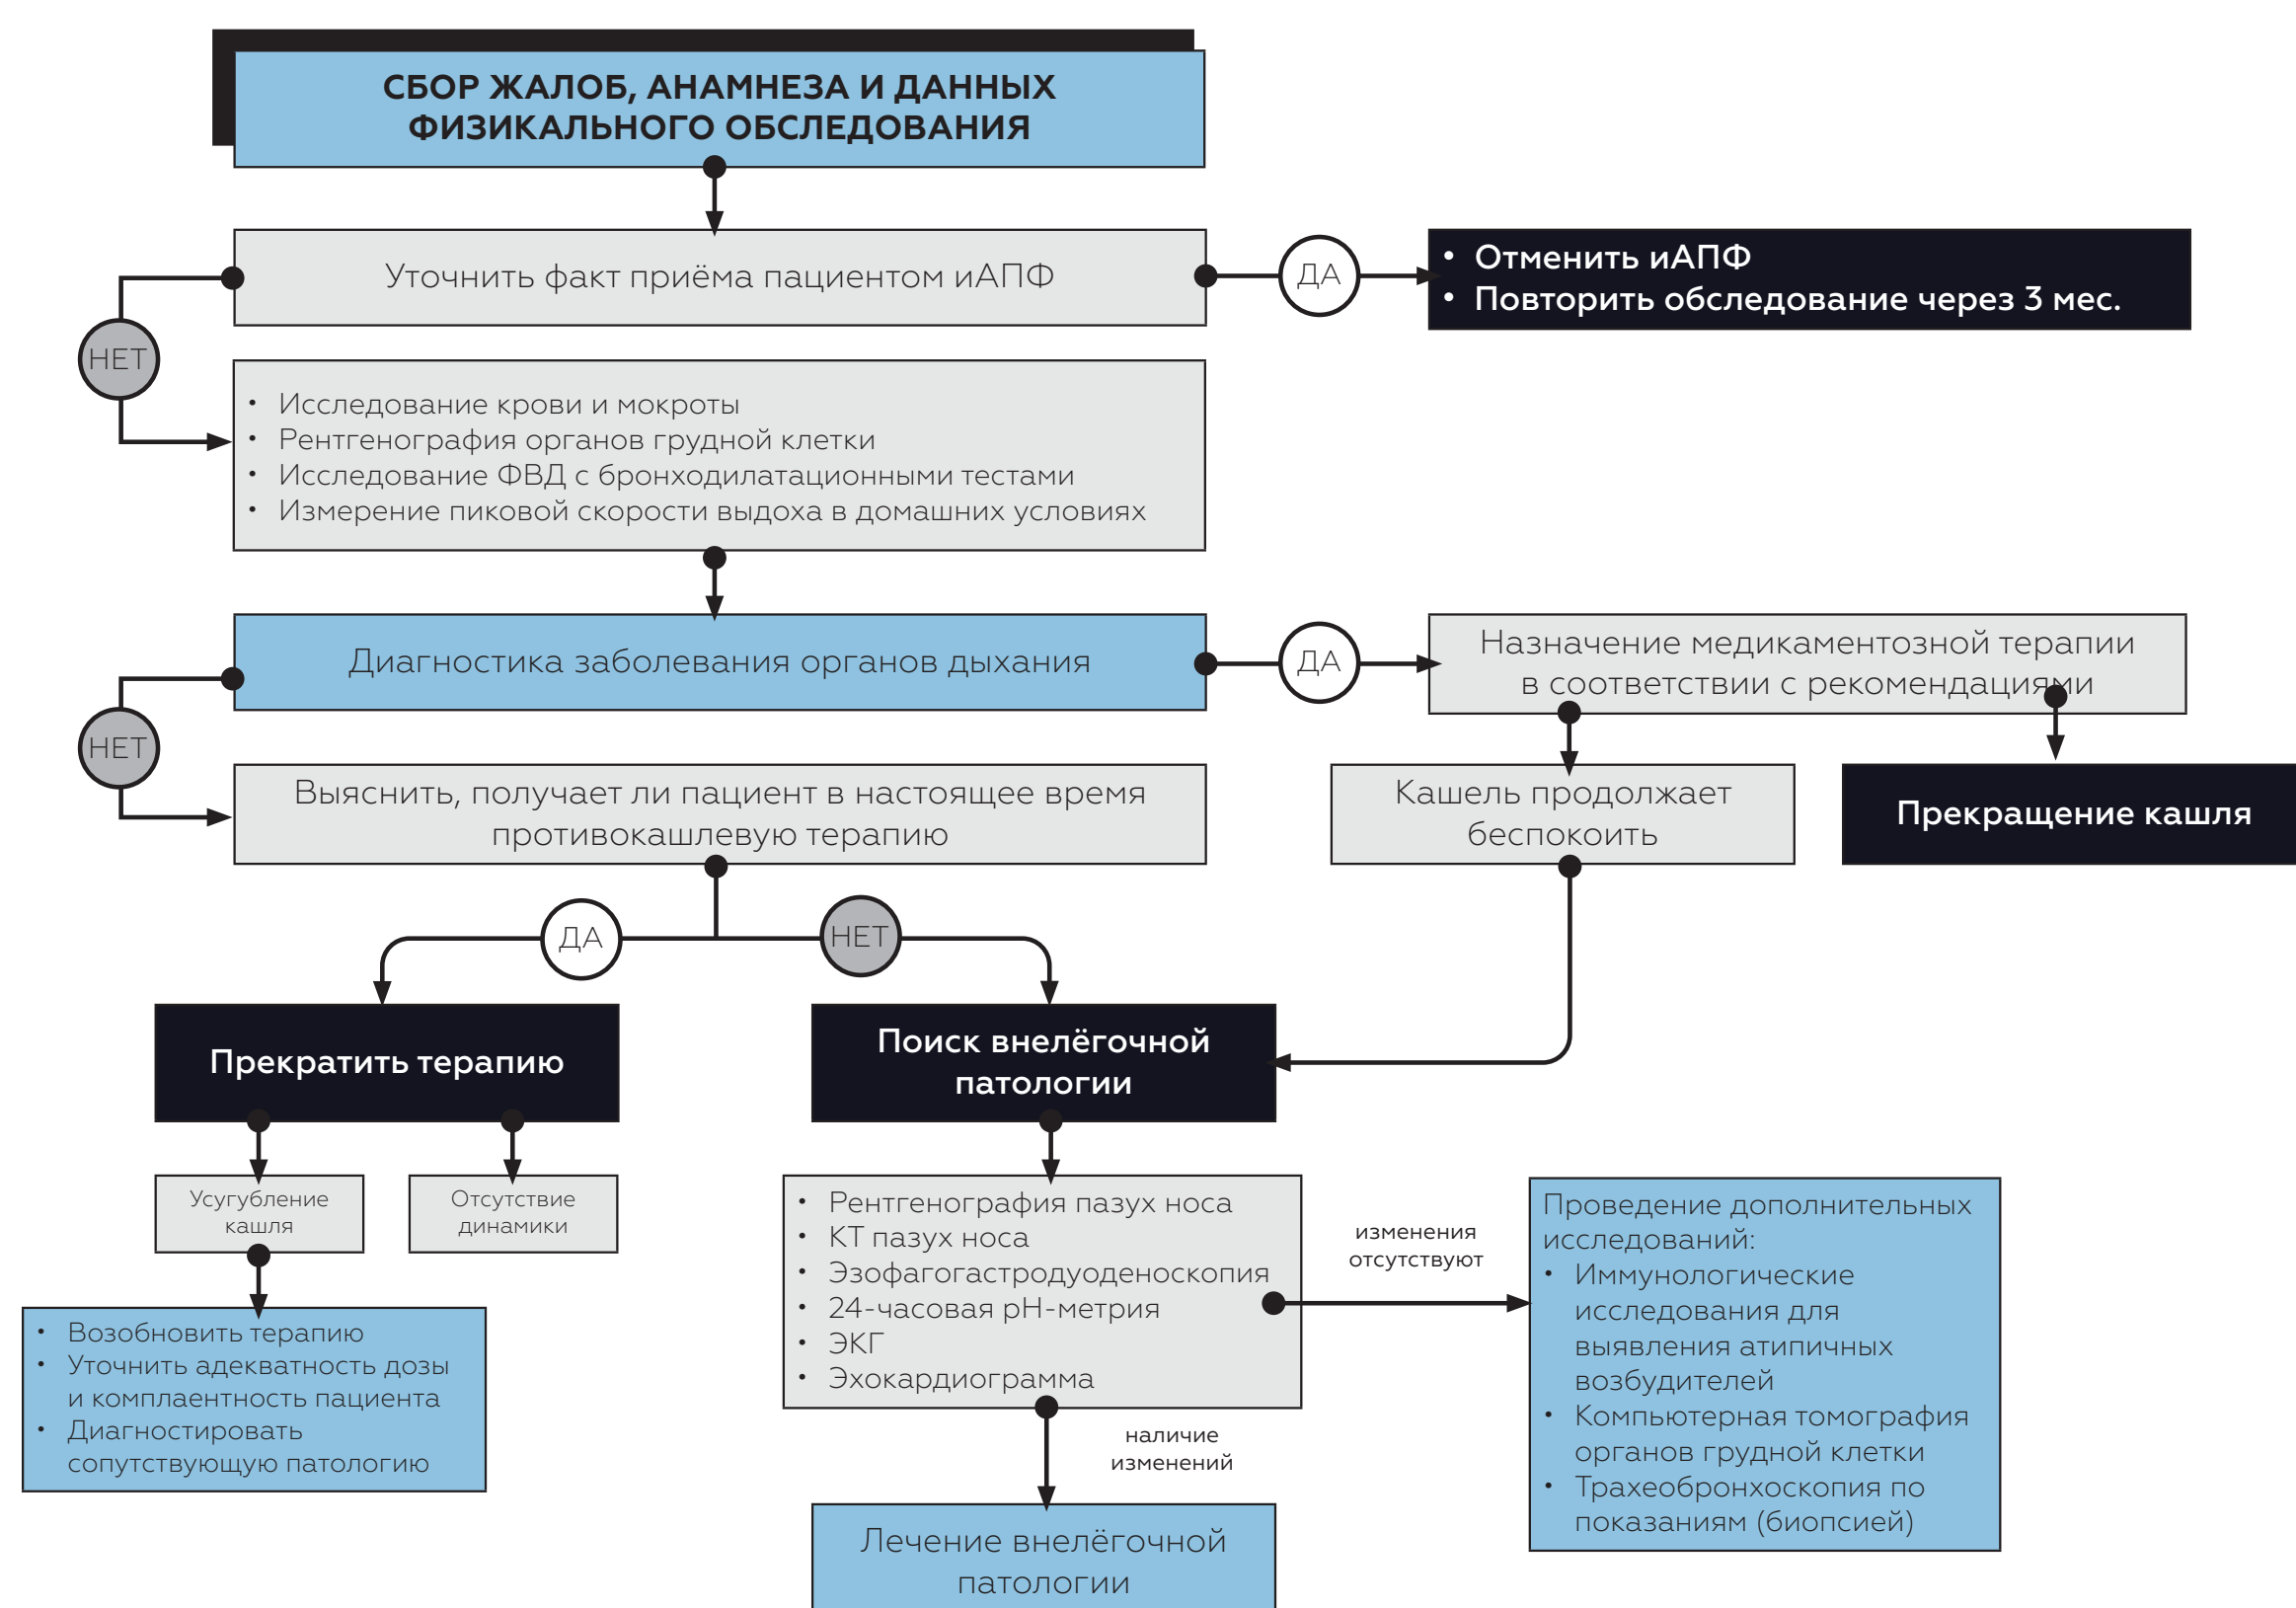 СБОР ЖАЛОБ, АНАМНЕЗА И ДАННЫХ
ФИЗИКАЛЬНОГО ОБСЛЕДОВАНИЯ
Уточнить факт приёма пациентом иАПФ
ДА
• Отменить иАПФ
• Повторить обследование через 3 мес.
НЕТ
• Исследование крови и мокроты
• Рентгенография органов грудной клетки
• Исследование ФВД с бронходилатационными тестами
• Измерение пиковой скорости выдоха в домашних условиях
Диагностика заболевания органов дыхания
ДА
Назначение медикаментозной терапии
в соответствии с рекомендациями
НЕТ
Выяснить, получает ли пациент в настоящее время
противокашлевую терапию
Кашель продолжает
беспокоить
Прекращение кашля
ДА
НЕТ
Прекратить терапию
Поиск внелёгочной
патологии
Усугубление
кашля
Отсутствие
динамики
• Возобновить терапию
• Уточнить адекватность дозы
и комплаентность пациента
• Диагностировать
сопутствующую патологию
• Рентгенография пазух носа
• КТ пазух носа
• Эзофагогастродуоденоскопия
• 24-часовая рН-метрия
• ЭКГ
• Эхокардиограмма
изменения
отсутствуют
Проведение дополнительных
исследований:
• Иммунологические
исследования для
выявления атипичных
возбудителей
• Компьютерная томография
органов грудной клетки
• Трахеобронхоскопия по
показаниям (биопсией)
наличие
изменений
Лечение внелёгочной
патологии